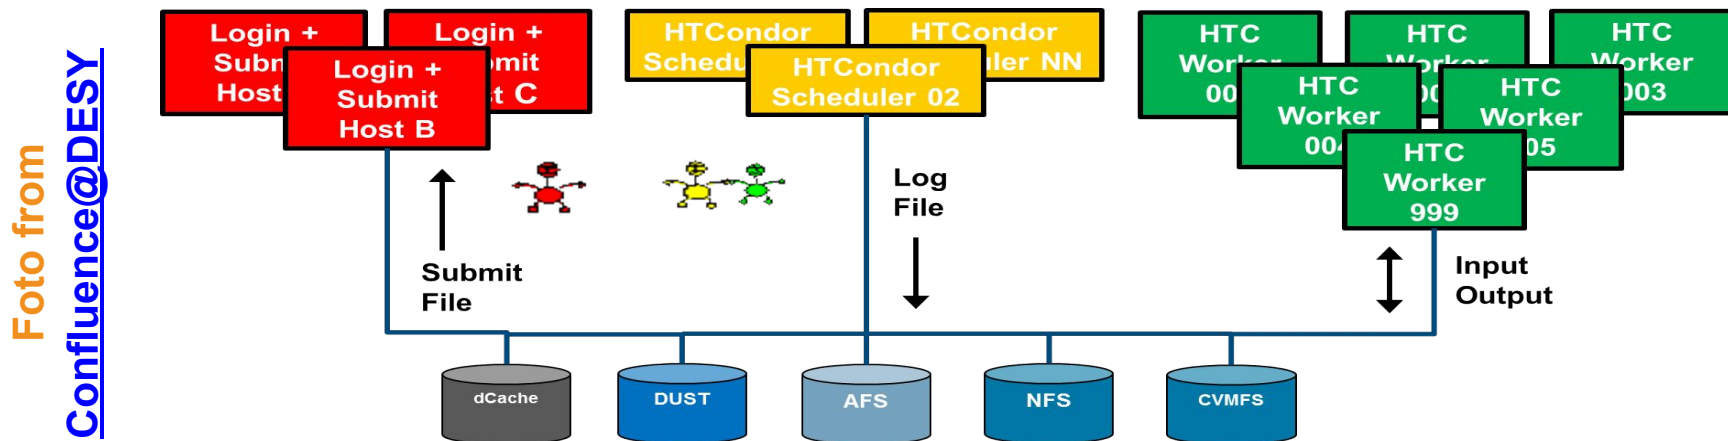 Foto from
Confluence@DESY
Login +
Host
Login +
C
Login +
Submit
Host B
HTCondor
HTCondor
NN
HTCondor
Scheduler 02
HTC
HTC
HTC
Worker
003
HTC
Worker
HTC
Worker
HTC
Worker
999
Submit
File
Log
File
Input
Output
dCache
DUST
AFS
NFS
CVMFS